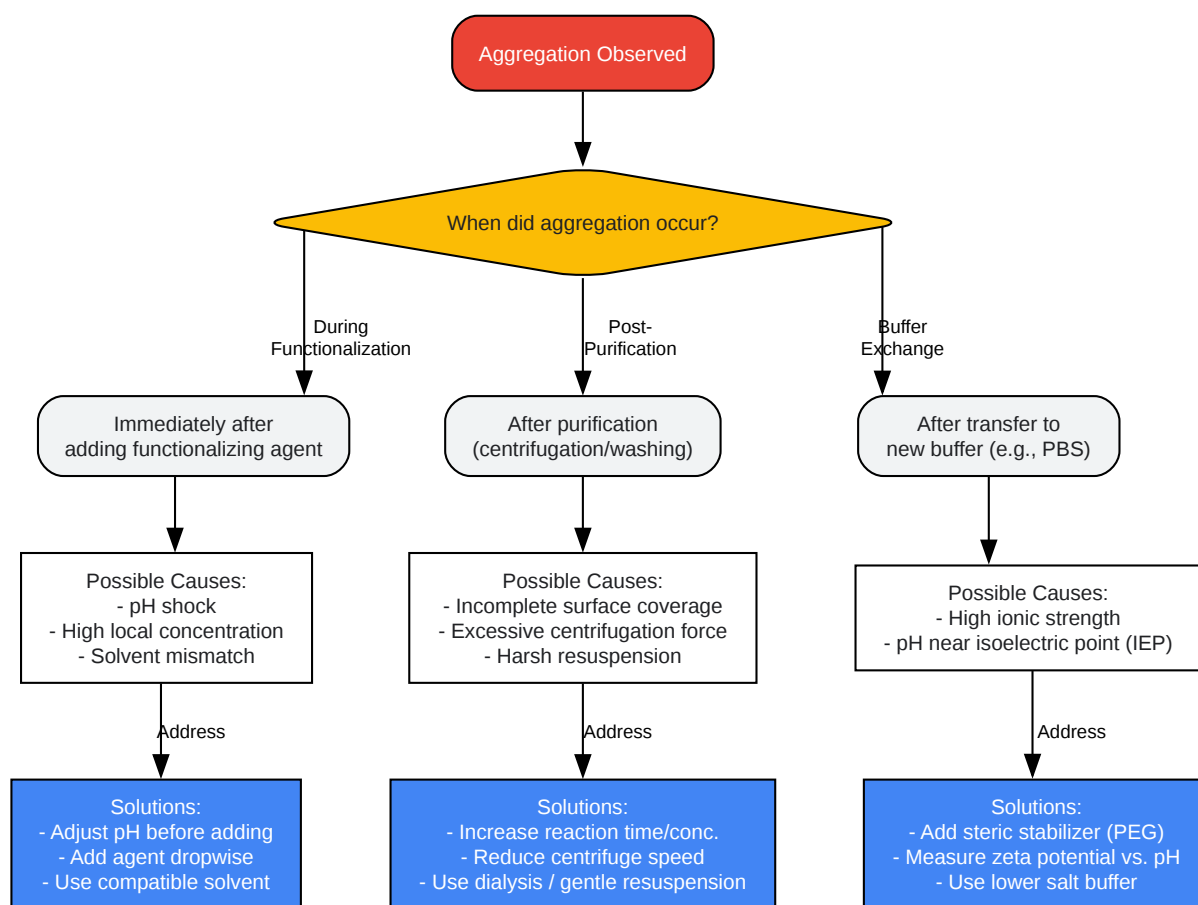 Aggregation Observed
When did aggregation occur?
During
Functionalization
Post-
Purification
Buffer
Exchange
Immediately after
adding functionalizing agent
After purification
(centrifugation/washing)
After transfer to
new buffer (e.g., PBS)
Possible Causes:
- pH shock
- High local concentration
- Solvent mismatch
Possible Causes:
- Incomplete surface coverage
- Excessive centrifugation force
- Harsh resuspension
Possible Causes:
- High ionic strength
- pH near isoelectric point (IEP)
Address
Address
Address
Solutions:
- Adjust pH before adding
- Add agent dropwise
- Use compatible solvent
Solutions:
- Increase reaction time/conc.
- Reduce centrifuge speed
- Use dialysis / gentle resuspension
Solutions:
- Add steric stabilizer (PEG)
- Measure zeta potential vs. pH
- Use lower salt buffer